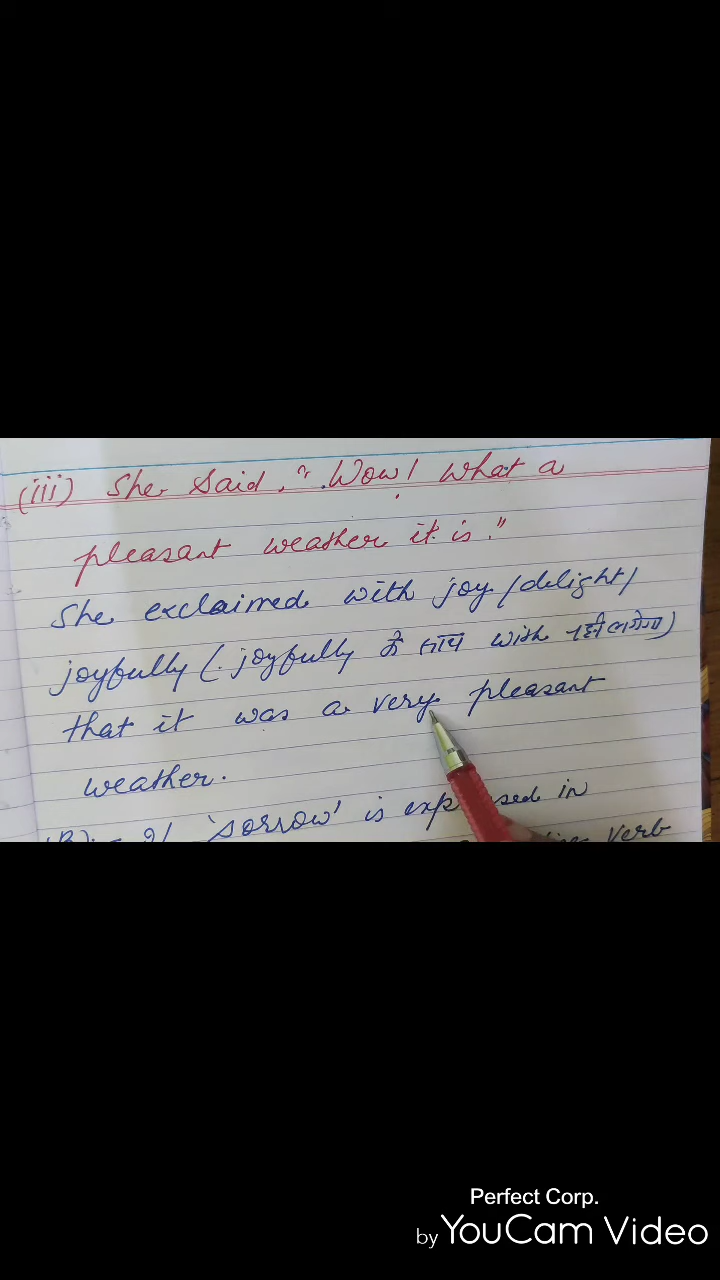 (iii) She said, "Wow! What a
pleasant weather it is."
She exclaimed with joy/delight/
joyfully (joyfully के साथ with नहीं लगेगा)
that it was a very pleasant
weather.
(B) :- If 'sorrow' is exp sed in
verb
Perfect Corp.
by YouCam Video